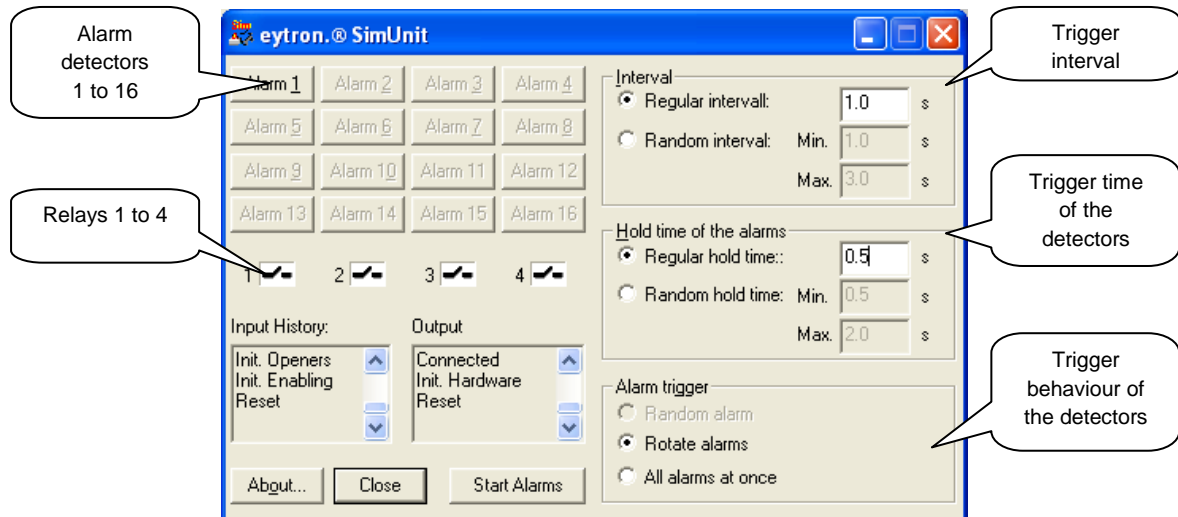 Alarm
detectors
1 to 16
Relays 1 to 4
eytron.® SimUnit
Alarm 1 Alarm 2 Alarm 3 Alarm 4
Alarm 5 Alarm 6 Alarm 7 Alarm 8
Alarm 9 Alarm 10 Alarm 11 Alarm 12
Alarm 13 Alarm 14 Alarm 15 Alarm 16
1 2 3 4
Input History:
Init. Openers
Init. Enabling
Reset
Output
Connected
Init. Hardware
Reset
About... Close Start Alarms
Interval
Regular intervall: 1.0 s
Random interval: Min. 1.0 s
Max. 3.0 s
Hold time of the alarms
Regular hold time:: 0.5 s
Random hold time: Min. 0.5 s
Max. 2.0 s
Alarm trigger
Random alarm
Rotate alarms
All alarms at once
Trigger
interval
Trigger time
of the
detectors
Trigger
behaviour of
the detectors